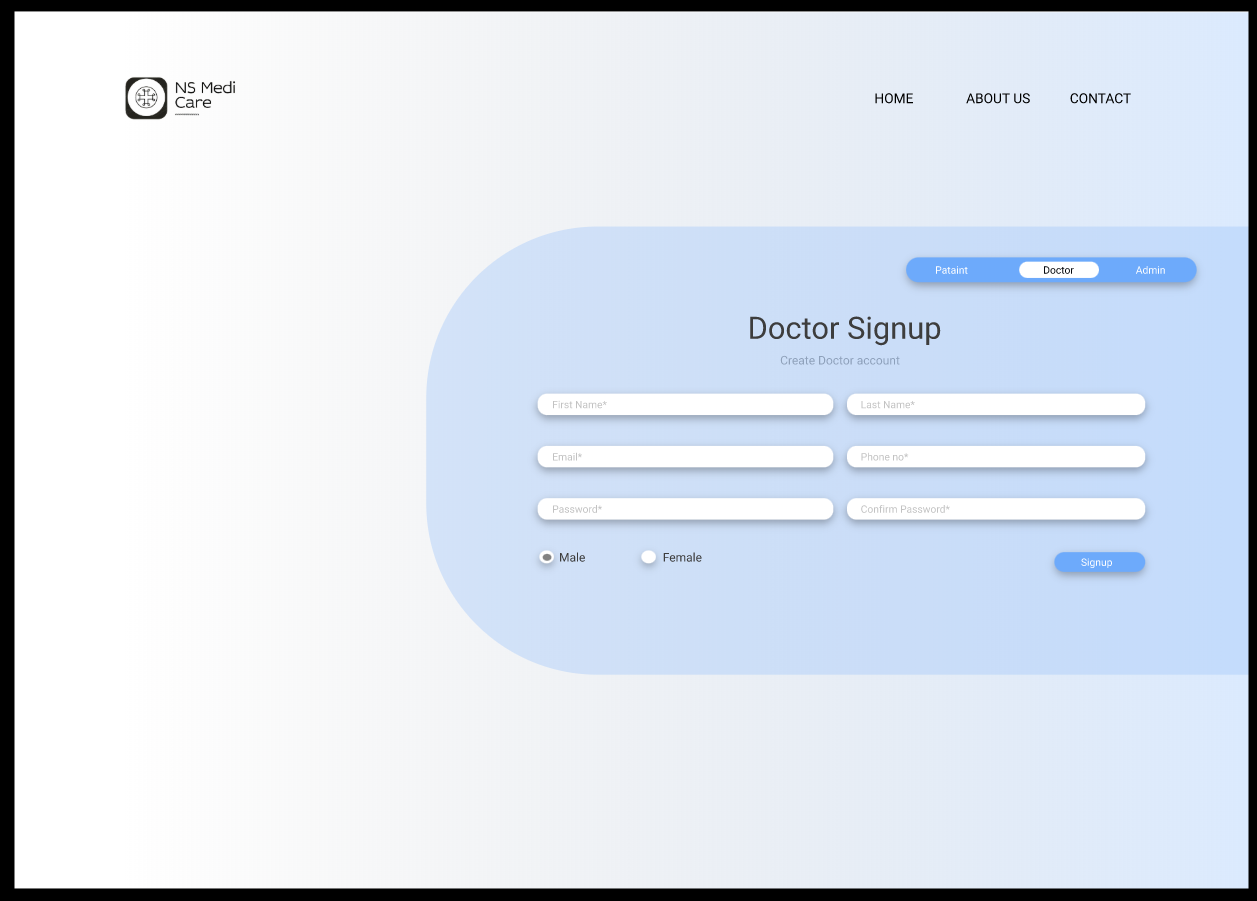 NS Medi
Care
HOME ABOUT US CONTACT
Pataint Doctor Admin
Doctor Signup
Create Doctor account
First Name* Last Name*
Email* Phone no*
Password* Confirm Password*
Male Female
Signup